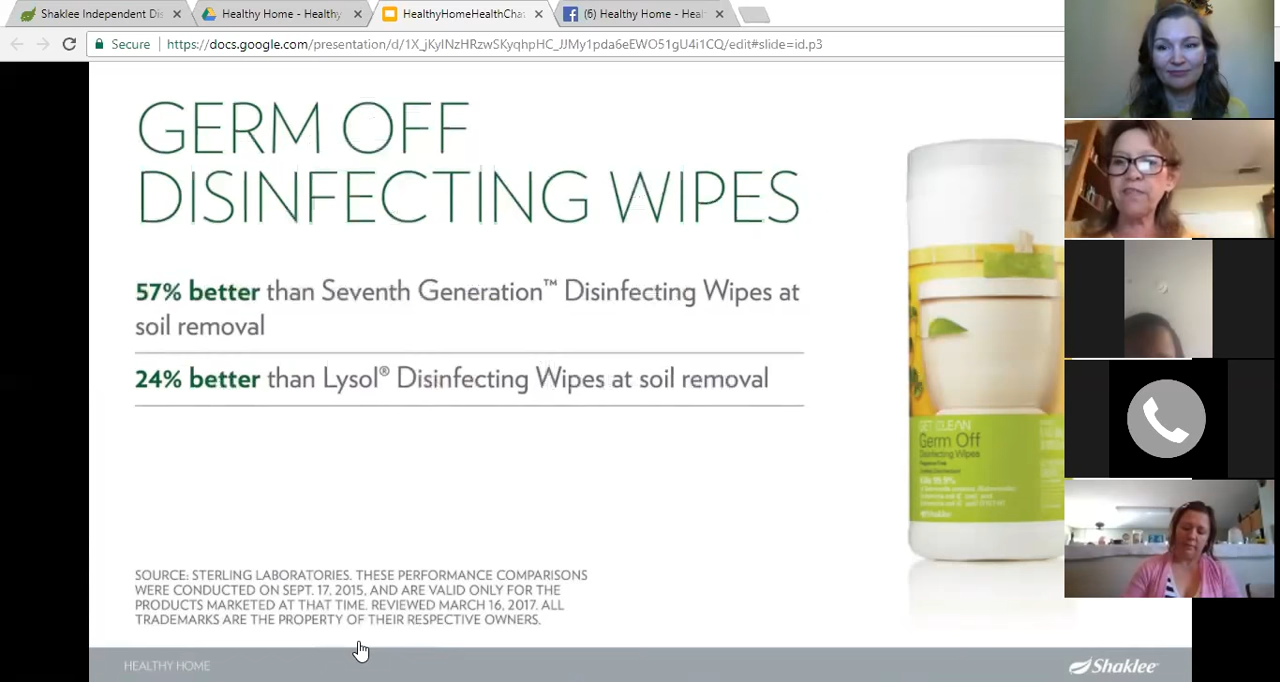 Shaklee Independent Di
Healthy Home - Healthy
HealthyHomeHealthCha
(6) Healthy Home - Heal
Secure
https://docs.google.com/presentation/d/1X_jKyINzHRzwSKyqhpHC_JJMy1pda6eEWO51gU4i1CQ/edit#slide=id.p3
GERM OFF
DISINFECTING WIPES
57% better than Seventh Generation™ Disinfecting Wipes at
soil removal
24% better than Lysol® Disinfecting Wipes at soil removal
GET CLEAN
Germ Off
Disinfecting Wipes
Shaklee
SOURCE: STERLING LABORATORIES. THESE PERFORMANCE COMPARISONS
WERE CONDUCTED ON SEPT. 17, 2015, AND ARE VALID ONLY FOR THE
PRODUCTS MARKETED AT THAT TIME. REVIEWED MARCH 16, 2017. ALL
TRADEMARKS ARE THE PROPERTY OF THEIR RESPECTIVE OWNERS.
HEALTHY HOME
Shaklee